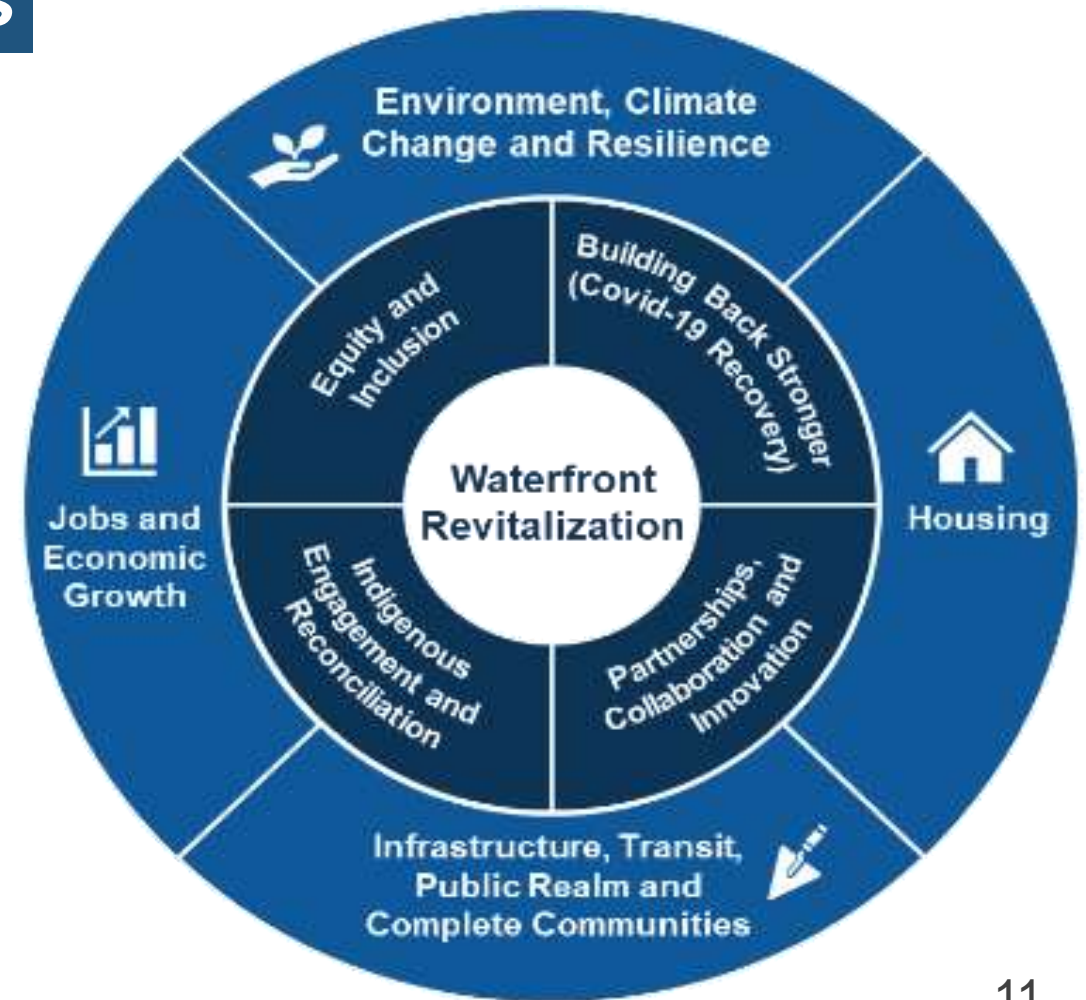 S
Environment, Climate
Change and Resilience
Equity and
Inclusion
Building Back Stronger
(Covid-19 Recovery)
Waterfront
Revitalization
Jobs and
Economic
Growth
Housing
Indigenous
Engagement and
Reconciliation
Partnerships,
Collaboration and
Innovation
Infrastructure, Transit,
Public Realm and
Complete Communities
11